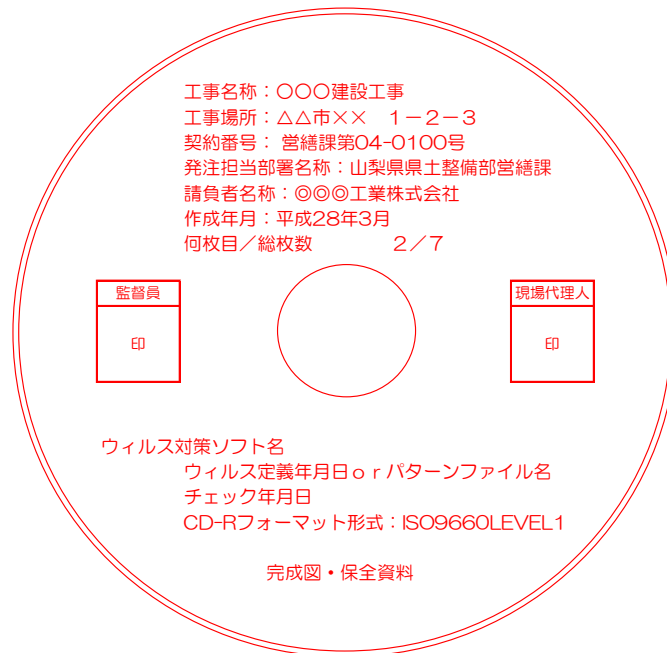 工事名称：○○○建設工事
工事場所：△△市××　１－２－３
契約番号： 営繕課第04-0100号
発注担当部署名称：山梨県県土整備部営繕課
請負者名称：◎◎◎工業株式会社
作成年月：平成28年3月
何枚目／総枚数　　　　２／７
監督員
印
現場代理人
印
ウィルス対策ソフト名
ウィルス定義年月日ｏｒパターンファイル名
チェック年月日
CD-Rフォーマット形式：ISO9660LEVEL1
完成図・保全資料